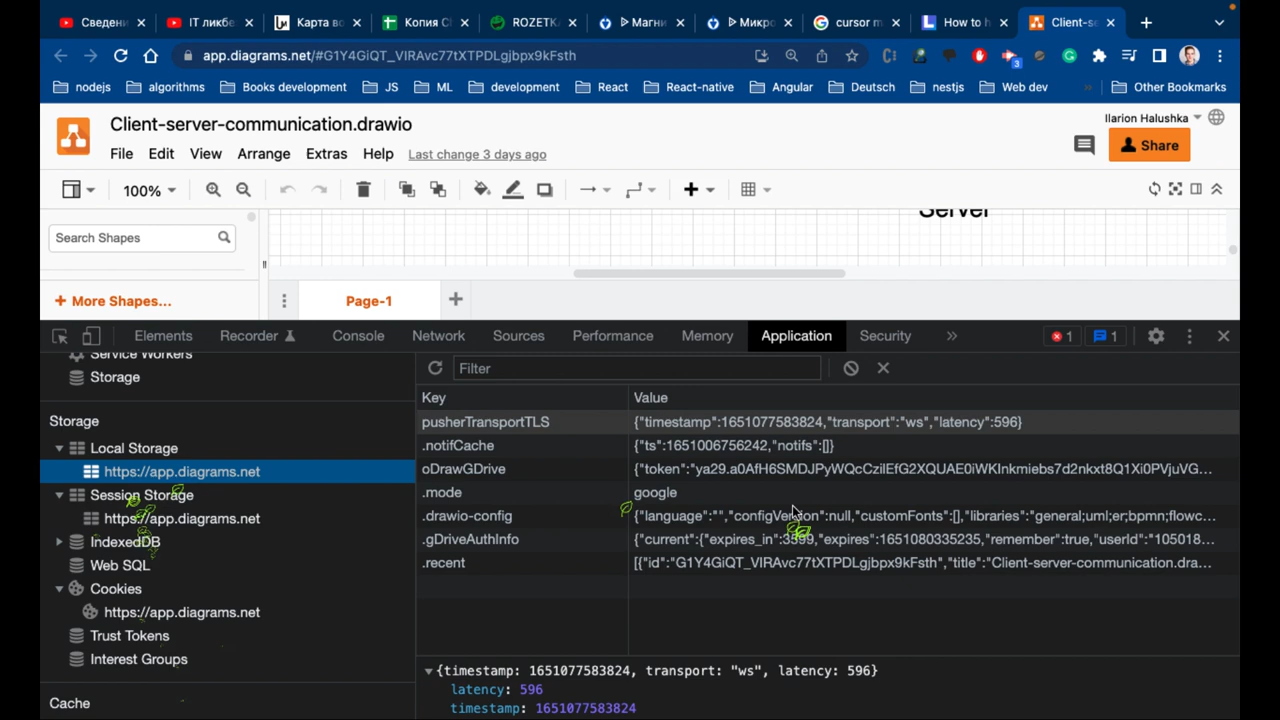 Сведени
IT ликбе
Карта во
Копия С
ROZETK
Магни
Микро
cursor m
How to h
Client-se
app.diagrams.net/#G1Y4GiQT_VIRAvc77tXTPDLgjbpx9kFsth
3
nodejs
algorithms
Books development
JS
ML
development
React
React-native
Angular
Deutsch
nestjs
Web dev
»
Other Bookmarks
Client-server-communication.drawio
Ilarion Halushka
File Edit View Arrange Extras Help Last change 3 days ago
Share
100%
Server
Search Shapes
+ More Shapes...
Page-1
Elements Recorder Console Network Sources Performance Memory Application Security » 1 1
Service Workers
Storage
Filter
Key Value
Storage
Local Storage
https://app.diagrams.net
Session Storage
https://app.diagrams.net
IndexedDB
Web SQL
Cookies
https://app.diagrams.net
Trust Tokens
Interest Groups
Cache
pusherTransportTLS {"timestamp":1651077583824,"transport":"ws","latency":596}
.notifCache {"ts":1651006756242,"notifs":[]}
oDrawGDrive {"token":"ya29.a0AfH6SMDJPyWQcCzilEfG2XQUAE0iWKlnkmiebs7d2nkxt8Q1Xi0PVjuVG...
.mode google
.drawio-config {"language":"","configVersion":null,"customFonts":[],"libraries":"general;uml;er;bpmn;flowc...
.gDriveAuthInfo {"current":{"expires_in":3599,"expires":1651080335235,"remember":true,"userId":"105018...
.recent [{"id":"G1Y4GiQT_VIRAvc77tXTPDLgjbpx9kFsth","title":"Client-server-communication.dra...
{timestamp: 1651077583824, transport: "ws", latency: 596}
latency: 596
timestamp: 1651077583824